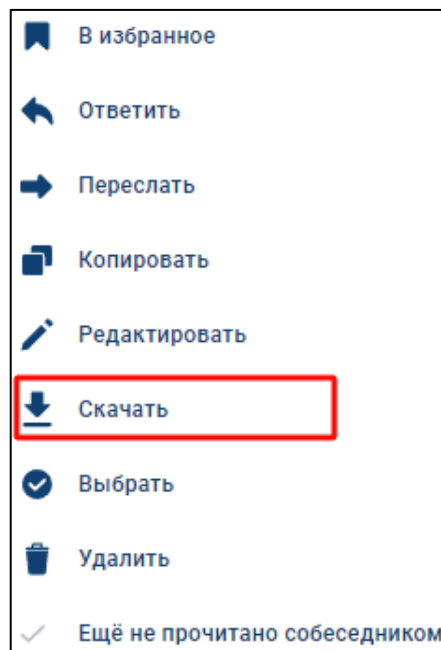 В избранное
Ответить
Переслать
Копировать
Редактировать
Скачать
Выбрать
Удалить
Ещё не прочитано собеседником